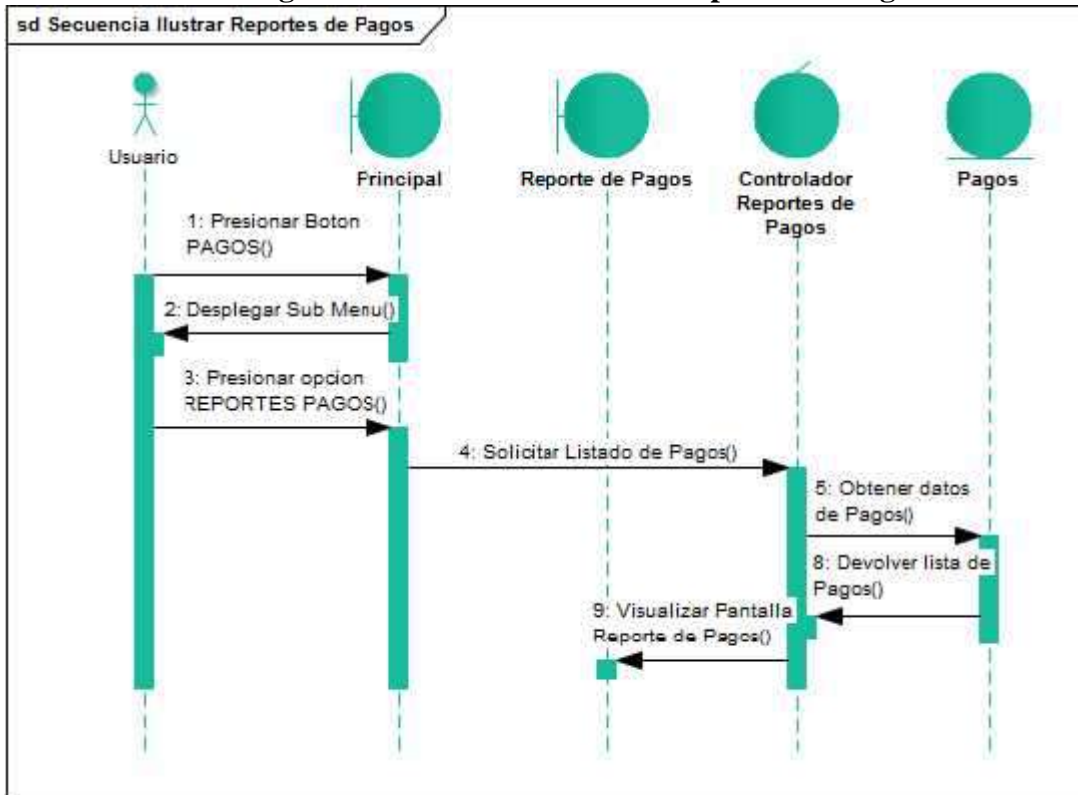 sd Secuencia Ilustrar Reportes de Pagos
Usuario
Principal
Reporte de Pagos
Controlador
Reportes de
Pagos
Pagos
1: Presionar Boton
PAGOS()
2: Desplegar Sub Menu()
3: Presionar opcion
REPORTES PAGOS()
4: Solicitar Listado de Pagos()
5: Obtener datos
de Pagos()
8: Devolver lista de
Pagos()
9: Visualizar Pantalla
Reporte de Pagos()